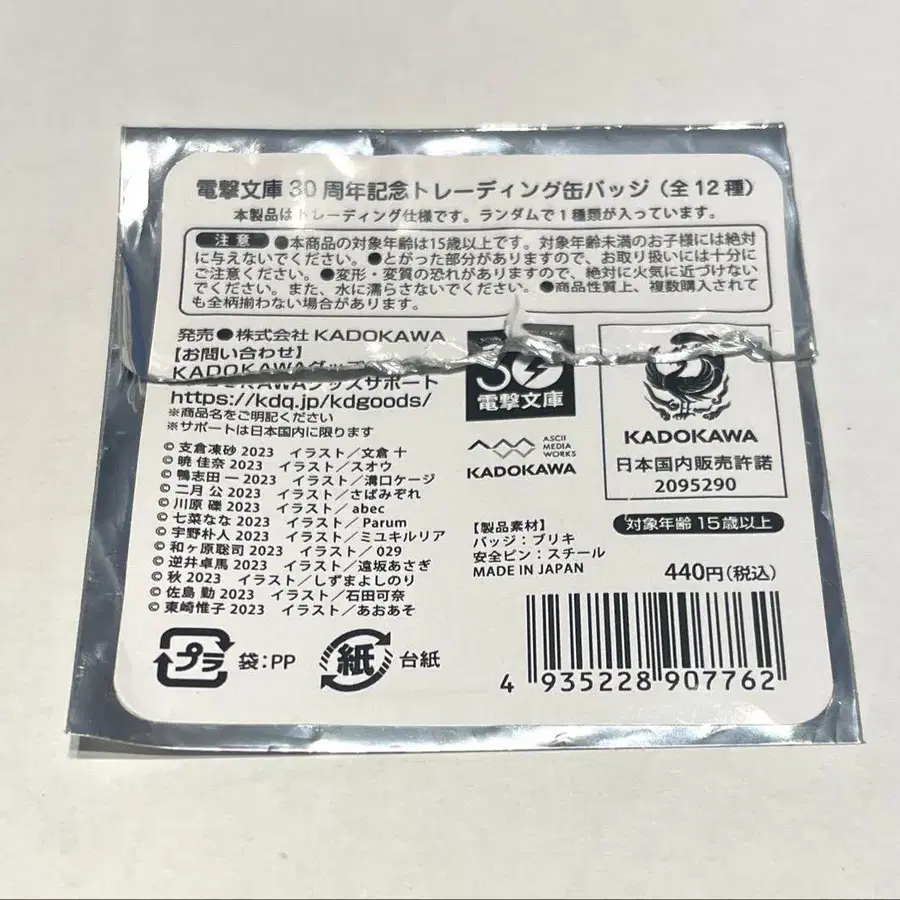 電撃文庫 30 周年記念トレーディング缶バッジ（全 12 種）
本製品はトレーディング仕様です。ランダムで 1 種類が入っています。
注意 ●本商品の対象年齢は15歳以上です。対象年齢未満のお子様には絶対
に与えないでください。●とがった部分がありますので、お取り扱いには十分に
ご注意ください。●変形・変質の恐れがありますので、絶対に火気に近づけない
でください。また、水に濡らさないでください。●商品性質上、複数購入されて
も全柄揃わない場合があります。
発売●株式会社 KADOKAWA
【お問い合わせ】
KADOKAWAグッズサポート
https://kdq.jp/kdgoods/
※商品名をご明記ください
※サポートは日本国内に限ります
© 支倉凍砂 2023 イラスト／文倉 十
© 暁 佳奈 2023 イラスト／スオウ
© 鴨志田 一 2023 イラスト／溝口ケージ
© 二月 公 2023 イラスト／さばみぞれ
© 川原 礫 2023 イラスト／ abec
© 七菜なな 2023 イラスト／ Parum
© 宇野朴人 2023 イラスト／ミユキルリア
© 和ヶ原聡司 2023 イラスト／ 029
© 逆井卓馬 2023 イラスト／遠坂あさぎ
© 秋 2023 イラスト／しずまよしのり
© 佐島 勤 2023 イラスト／石田可奈
© 東崎惟子 2023 イラスト／あおあそ
プラ 袋：PP
紙 台紙
30
電撃文庫
ASCII
MEDIA
WORKS
KADOKAWA
KADOKAWA
日本国内販売許諾
2095290
対象年齢 15歳以上
【製品素材】
バッジ：ブリキ
安全ピン：スチール
MADE IN JAPAN
440円（税込）
4 935228 907762